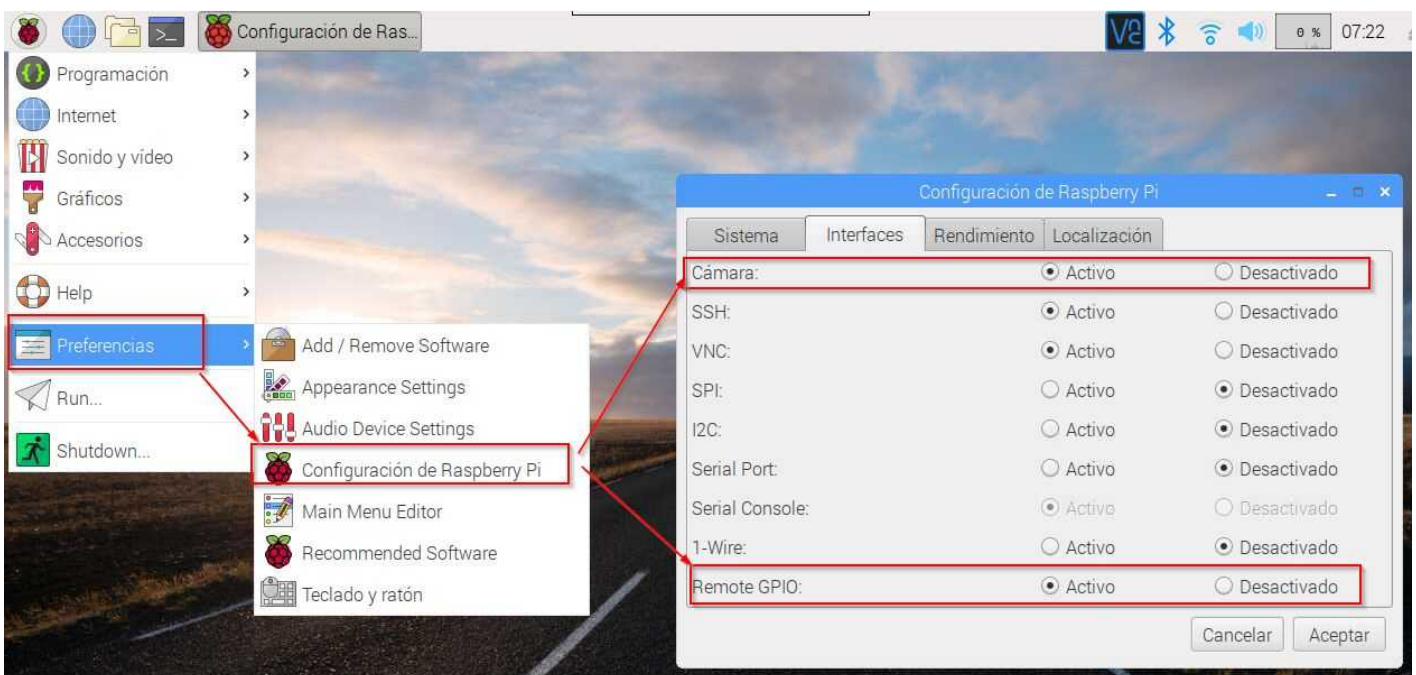 Configuración de Ras...
V2
0 %
07:22
Programación
Internet
Sonido y vídeo
Gráficos
Accesorios
Help
Preferencias
Run...
Shutdown...
Add / Remove Software
Appearance Settings
Audio Device Settings
Configuración de Raspberry Pi
Main Menu Editor
Recommended Software
Teclado y ratón
Configuración de Raspberry Pi
Sistema Interfaces Rendimiento Localización
Cámara: Activo Desactivado
SSH: Activo Desactivado
VNC: Activo Desactivado
SPI: Activo Desactivado
I2C: Activo Desactivado
Serial Port: Activo Desactivado
Serial Console: Activo Desactivado
1-Wire: Activo Desactivado
Remote GPIO: Activo Desactivado
Cancelar Aceptar